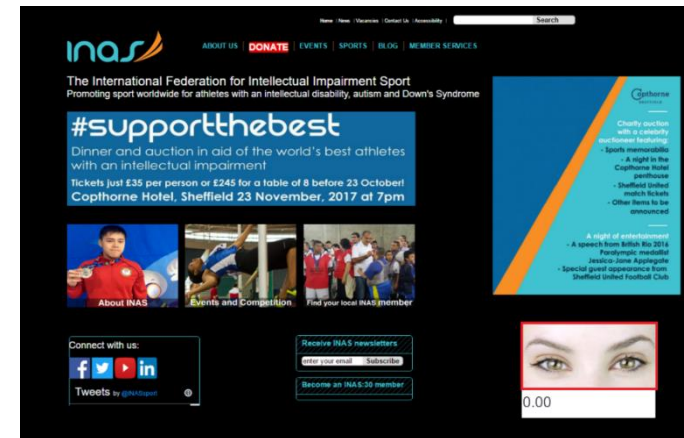 Home | News | Vacancies | Contact Us | Accessibility |
Search
ınas
ABOUT US | DONATE | EVENTS | SPORTS | BLOG | MEMBER SERVICES
The International Federation for Intellectual Impairment Sport
Promoting sport worldwide for athletes with an intellectual disability, autism and Down's Syndrome
#supportthebest
Dinner and auction in aid of the world's best athletes
with an intellectual impairment
Tickets just £35 per person or £245 for a table of 8 before 23 October!
Copthorne Hotel, Sheffield 23 November, 2017 at 7pm
Copthorne
Charity auction
with a celebrity
auctioneer featuring:
- Sports memorabilia
- A night in the
Copthorne Hotel
penthouse
- Sheffield United
match tickets
- Other items to be
announced
A night of entertainment
- A speech from British Rio 2016
Paralympic medallist
Jessica-Jane Applegate
- Special guest appearance from
Sheffield United Football Club
About INAS
Events and Competition
Find your local INAS member
Connect with us:
Tweets by @INASsport
Receive INAS newsletters
enter your email
Subscribe
Become an INAS:30 member
0.00